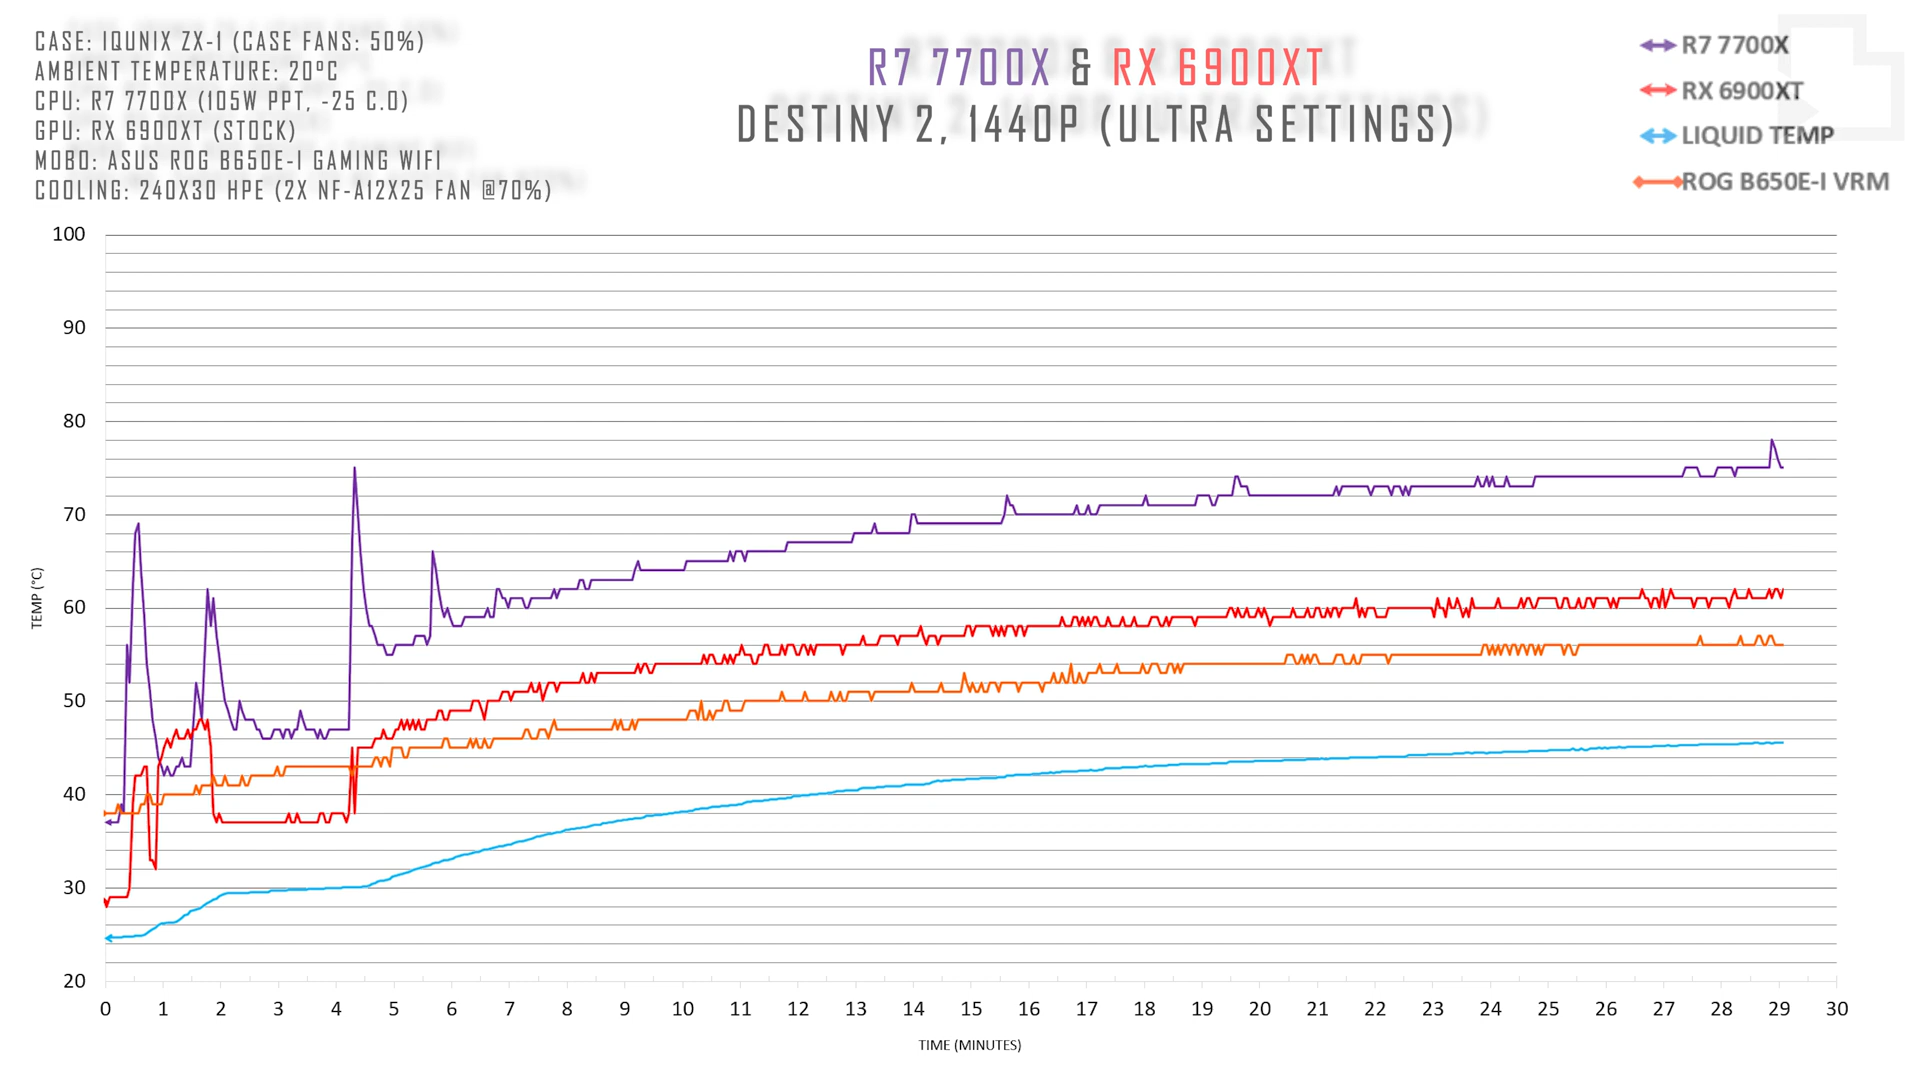 CASE: IQUNIX ZX-1 (CASE FANS: 50%)
AMBIENT TEMPERATURE: 20ºC
CPU: R7 7700X (105W PPT, -25 C.O)
GPU: RX 6900XT (STOCK)
MOBO: ASUS ROG B650E-I GAMING WIFI
COOLING: 240X30 HPE (2X NF-A12X25 FAN @70%)
R7 7700X & RX 6900XT
DESTINY 2, 1440P (ULTRA SETTINGS)
R7 7700X
RX 6900XT
LIQUID TEMP
ROG B650E-I VRM
100
90
80
70
60
50
40
30
20
TEMP (°C)
0 1 2 3 4 5 6 7 8 9 10 11 12 13 14 15 16 17 18 19 20 21 22 23 24 25 26 27 28 29 30
TIME (MINUTES)